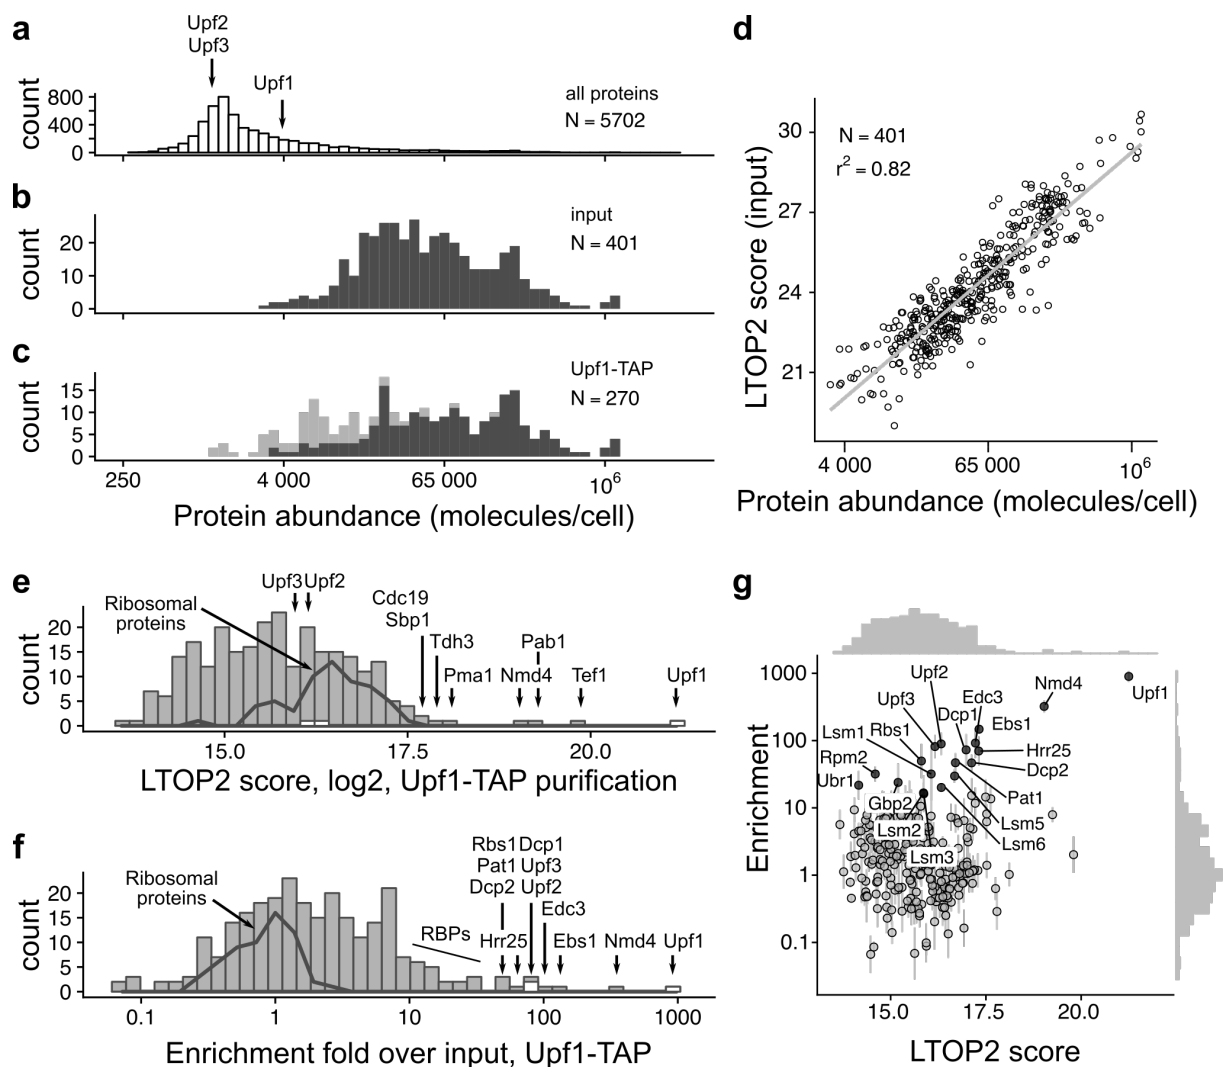 a
Upf2
Upf3
Upf1
count
800
400
0
all proteins
N = 5702
b
count
20
10
0
input
N = 401
c
count
15
10
5
0
Upf1-TAP
N = 270
250
4 000
65 000
10^6
Protein abundance (molecules/cell)
d
LTOP2 score (input)
30
27
24
21
N = 401
r^2 = 0.82
4 000
65 000
10^6
Protein abundance (molecules/cell)
e
count
20
15
10
5
0
Ribosomal
proteins
Upf3
Upf2
Cdc19
Sbp1
Tdh3
Pma1
Nmd4
Pab1
Tef1
Upf1
15.0
17.5
20.0
LTOP2 score, log2, Upf1-TAP purification
f
count
20
15
10
5
0
Ribosomal
proteins
RBPs
Rbs1 Dcp1
Pat1 Upf3
Dcp2 Upf2
Edc3
Hrr25
Ebs1
Nmd4
Upf1
0.1
1
10
100
1000
Enrichment fold over input, Upf1-TAP
g
Enrichment
1000
100
10
1
0.1
Upf2
Upf3
Edc3
Nmd4
Upf1
Dcp1
Ebs1
Lsm1
Rbs1
Hrr25
Rpm2
Dcp2
Ubr1
Pat1
Gbp2
Lsm5
Lsm2
Lsm6
Lsm3
15.0
17.5
20.0
LTOP2 score